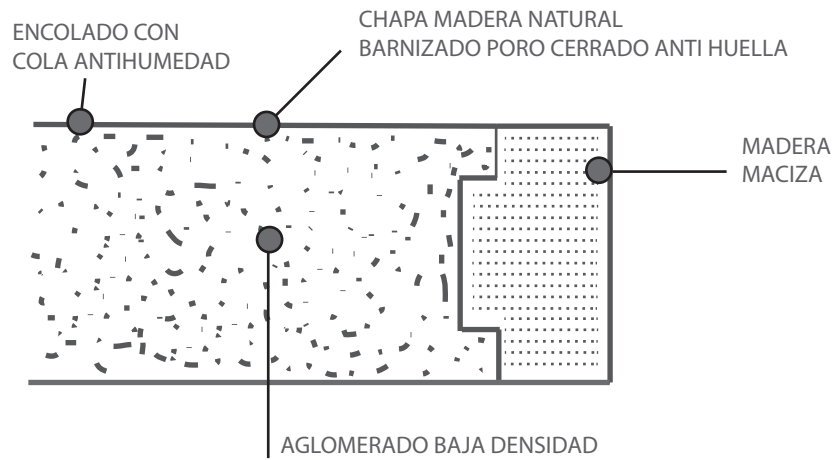 ENCOLADO CON
COLA ANTIHUMEDAD
CHAPA MADERA NATURAL
BARNIZADO PORO CERRADO ANTI HUELLA
MADERA
MACIZA
AGLOMERADO BAJA DENSIDAD